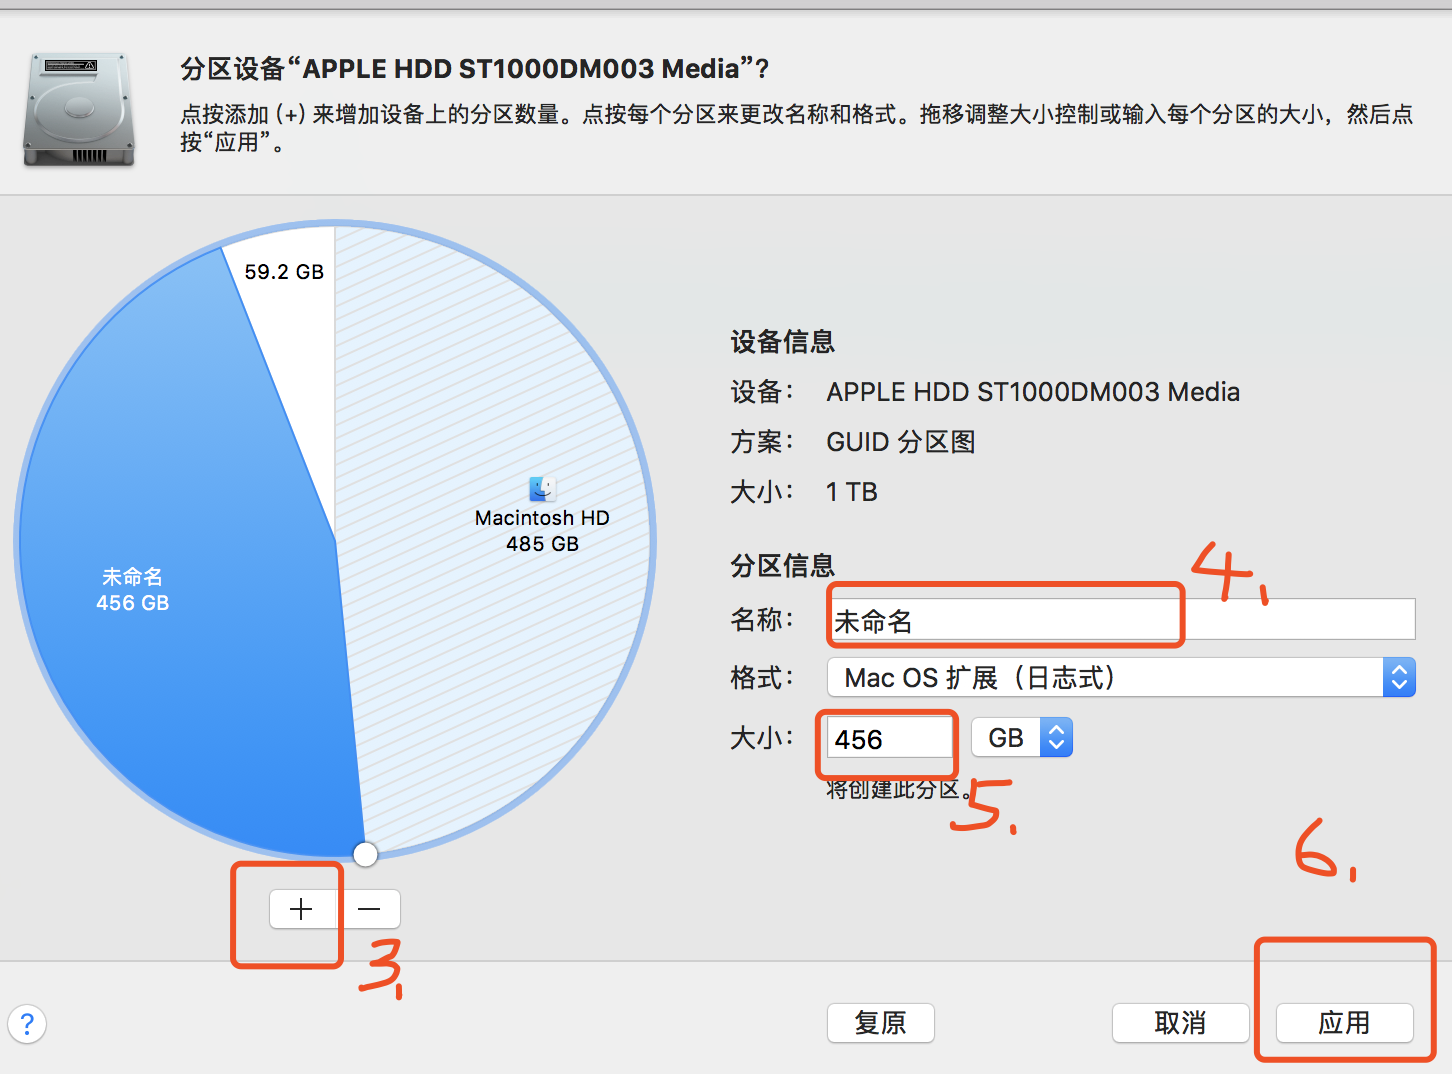 分区设备“APPLE HDD ST1000DM003 Media”?
点按添加 (+) 来增加设备上的分区数量。点按每个分区来更改名称和格式。拖移调整大小控制或输入每个分区的大小，然后点
按“应用”。
59.2 GB
Macintosh HD
485 GB
未命名
456 GB
设备信息
设备： APPLE HDD ST1000DM003 Media
方案： GUID 分区图
大小： 1 TB
分区信息
4.
名称： 未命名
格式： Mac OS 扩展（日志式）
大小： 456 GB
将创建此分区。
5.
6.
+ −
3.
? 复原 取消 应用